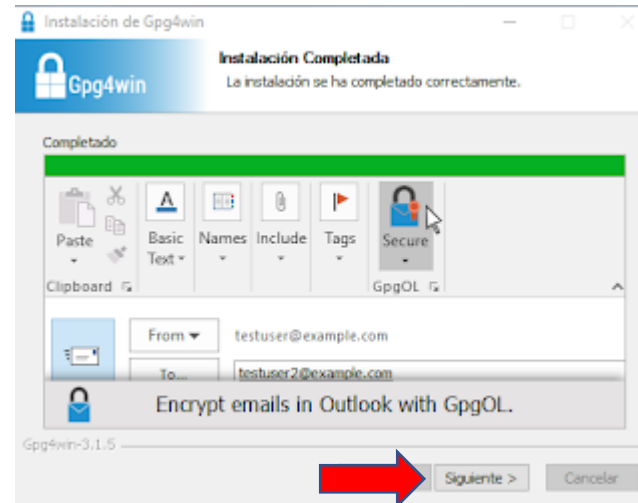 Instalación de Gpg4win
Gpg4win
Instalación Completada
La instalación se ha completado correctamente.
Completado
Paste
Basic Text
Names
Include
Tags
Secure
Clipboard
GpgOL
From
testuser@example.com
To...
testuser2@example.com
Encrypt emails in Outlook with GpgOL.
Gpg4win-3.1.5
Siguiente >
Cancelar